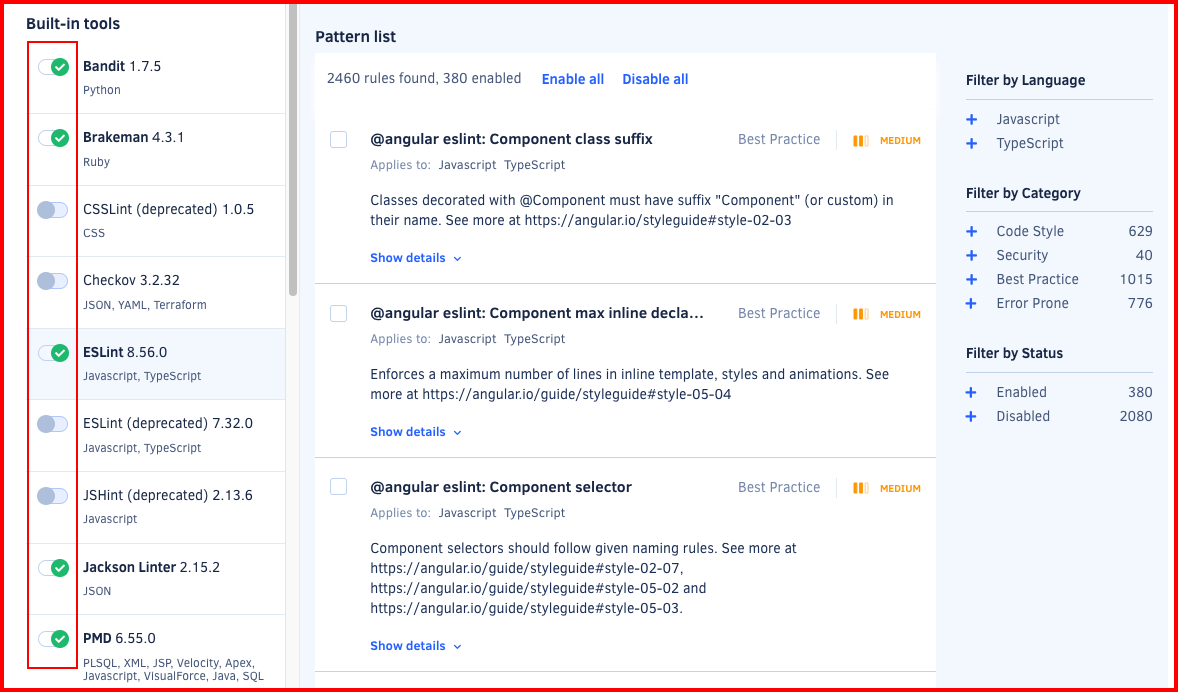 Built-in tools
Bandit 1.7.5
Python
Brakeman 4.3.1
Ruby
CSSLint (deprecated) 1.0.5
CSS
Checkov 3.2.32
JSON, YAML, Terraform
ESLint 8.56.0
Javascript, TypeScript
ESLint (deprecated) 7.32.0
Javascript, TypeScript
JSHint (deprecated) 2.13.6
Javascript
Jackson Linter 2.15.2
JSON
PMD 6.55.0
PLSQL, XML, JSP, Velocity, Apex,
Javascript, VisualForce, Java, SQL
Pattern list
2460 rules found, 380 enabled Enable all Disable all
@angular eslint: Component class suffix Best Practice MEDIUM
Applies to: Javascript TypeScript
Classes decorated with @Component must have suffix "Component" (or custom) in
their name. See more at https://angular.io/styleguide#style-02-03
Show details
@angular eslint: Component max inline decla... Best Practice MEDIUM
Applies to: Javascript TypeScript
Enforces a maximum number of lines in inline template, styles and animations. See
more at https://angular.io/guide/styleguide#style-05-04
Show details
@angular eslint: Component selector Best Practice MEDIUM
Applies to: Javascript TypeScript
Component selectors should follow given naming rules. See more at
https://angular.io/guide/styleguide#style-02-07,
https://angular.io/guide/styleguide#style-05-02 and
https://angular.io/guide/styleguide#style-05-03.
Show details
Filter by Language
+ Javascript
+ TypeScript
Filter by Category
+ Code Style 629
+ Security 40
+ Best Practice 1015
+ Error Prone 776
Filter by Status
+ Enabled 380
+ Disabled 2080